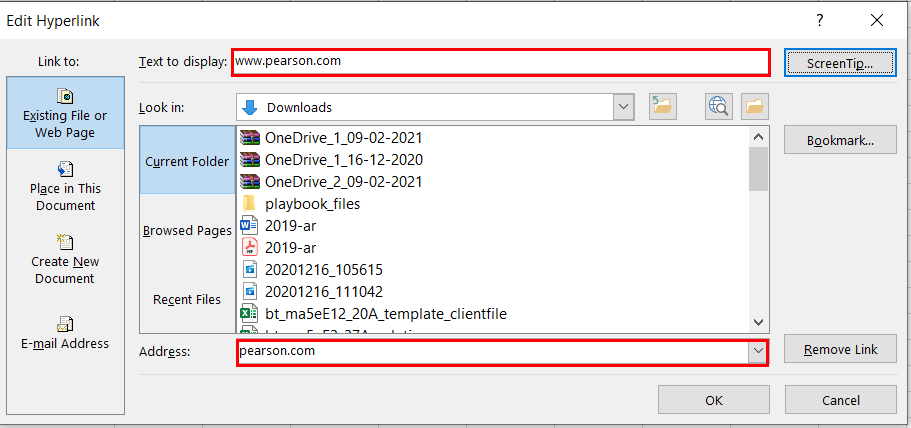 Edit Hyperlink
? 
Link to:
Text to display: www.pearson.com
ScreenTip...
Existing File or
Web Page
Look in: Downloads
Bookmark...
Current Folder
OneDrive_1_09-02-2021
OneDrive_1_16-12-2020
OneDrive_2_09-02-2021
Place in This
Document
playbook_files
Browsed Pages
2019-ar
2019-ar
Create New
Document
20201216_105615
20201216_111042
Recent Files
bt_ma5eE12_20A_template_clientfile
E-mail Address
Address: pearson.com
Remove Link
OK
Cancel